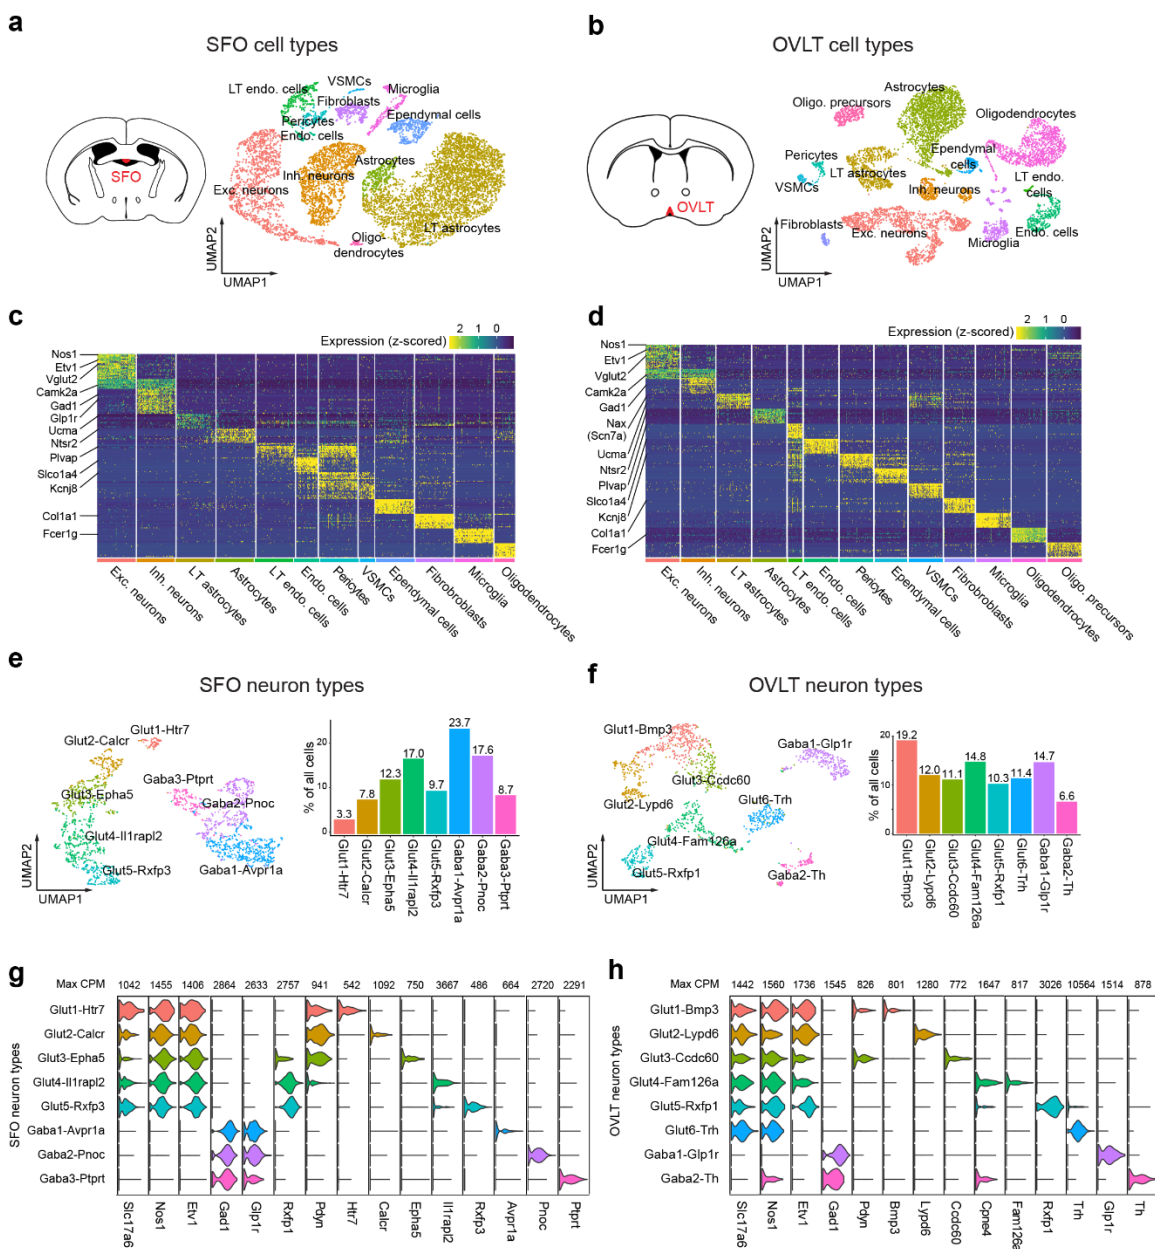 a
SFO cell types
LT endo. cells
VSMCs
Fibroblasts
Microglia
Pericytes
Endo. cells
Ependymal cells
Astrocytes
Inh. neurons
Exc. neurons
LT astrocytes
Oligo-
dendrocytes
SFO
UMAP2
UMAP1
b
OVLT cell types
Astrocytes
Oligo. precursors
Oligodendrocytes
Pericytes
Ependymal
cells
LT astrocytes
LT endo.
cells
VSMCs
Inh. neurons
Fibroblasts
Exc. neurons
Microglia
Endo. cells
OVLT
UMAP2
UMAP1
c
Expression (z-scored)
2 1 0
Nos1
Etv1
Vglut2
Camk2a
Gad1
Glp1r
Ucma
Ntsr2
Plvap
Slco1a4
Kcnj8
Col1a1
Fcer1g
Exc. neurons
Inh. neurons
LT astrocytes
Astrocytes
LT endo. cells
Endo. cells
Pericytes
VSMCs
Ependymal cells
Fibrobroblasts
Microglia
Oligodendrocytes
d
Expression (z-scored)
2 1 0
Nos1
Etv1
Vglut2
Camk2a
Gad1
Nax
(Scn7a)
Ucma
Ntsr2
Plvap
Slco1a4
Kcnj8
Col1a1
Fcer1g
Exc. neurons
Inh. neurons
LT astrocytes
Astrocytes
LT endo. cells
Endo. cells
Pericytes
Ependymal cells
VSMCs
Fibrobroblasts
Microglia
Oligodendrocytes
Oligo. precursors
e
SFO neuron types
Glut1-Htr7
Glut2-Calcr
Gaba3-Ptprt
Glut3-Epha5
Gaba2-Pnoc
Glut4-Il1rapl2
Glut5-Rxfp3
Gaba1-Avpr1a
UMAP2
UMAP1
% of all cells
20
10
0
3.3
7.8
12.3
17.0
9.7
23.7
17.6
8.7
Glut1-Htr7
Glut2-Calcr
Glut3-Epha5
Glut4-Il1rapl2
Glut5-Rxfp3
Gaba1-Avpr1a
Gaba2-Pnoc
Gaba3-Ptprt
f
OVLT neuron types
Glut1-Bmp3
Gaba1-Glp1r
Glut3-Ccdc60
Glut2-Lypd6
Glut6-Trh
Glut4-Fam126a
Glut5-Rxfp1
Gaba2-Th
UMAP2
UMAP1
% of all cells
20
10
0
19.2
12.0
11.1
14.8
10.3
11.4
14.7
6.6
Glut1-Bmp3
Glut2-Lypd6
Glut3-Ccdc60
Glut4-Fam126a
Glut5-Rxfp1
Glut6-Trh
Gaba1-Glp1r
Gaba2-Th
g
Max CPM 1042 1455 1406 2864 2633 2757 941 542 1092 750 3667 486 664 2720 2291
SFO neuron types
Glut1-Htr7
Glut2-Calcr
Glut3-Epha5
Glut4-Il1rapl2
Glut5-Rxfp3
Gaba1-Avpr1a
Gaba2-Pnoc
Gaba3-Ptprt
Slc17a6
Nos1
Etv1
Gad1
Glp1r
Rxfp1
Pdyn
Htr7
Calcr
Epha5
Il1rapl2
Rxfp3
Avpr1a
Pnoc
Ptprt
h
Max CPM 1442 1560 1736 1545 826 801 1280 772 1647 817 3026 10564 1514 878
OVLT neuron types
Glut1-Bmp3
Glut2-Lypd6
Glut3-Ccdc60
Glut4-Fam126a
Glut5-Rxfp1
Glut6-Trh
Gaba1-Glp1r
Gaba2-Th
Slc17a6
Nos1
Etv1
Gad1
Pdyn
Bmp3
Lypd6
Ccdc60
Cpne4
Fam126a
Rxfp1
Trh
Glp1r
Th